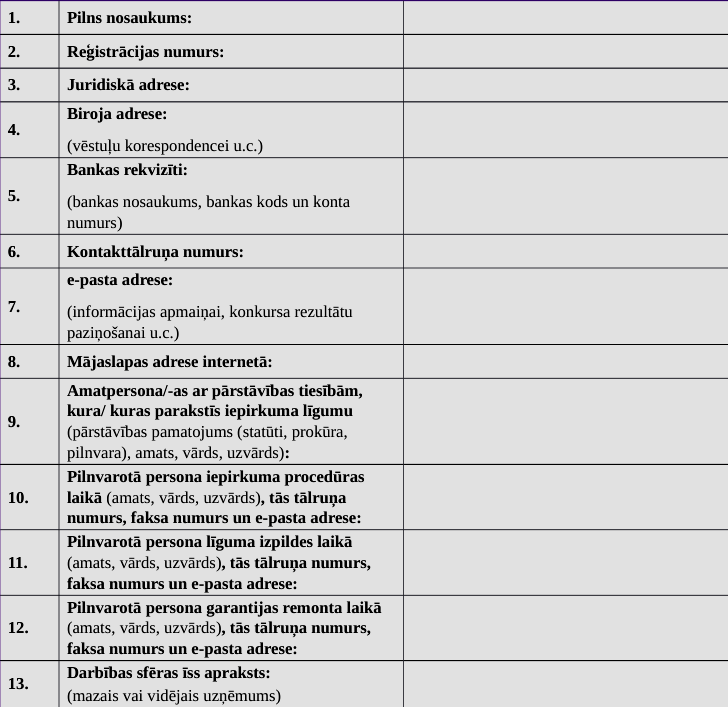 1. Pilns nosaukums:
2. Reģistrācijas numurs:
3. Juridiskā adrese:
4. Biroja adrese:
(vēstuļu korespondencei u.c.)
5. Bankas rekvizīti:
(bankas nosaukums, bankas kods un konta
numurs)
6. Kontakttālruņa numurs:
7. e-pasta adrese:
(informācijas apmaiņai, konkursa rezultātu
paziņošanai u.c.)
8. Mājaslapas adrese internetā:
9. Amatpersona/-as ar pārstāvības tiesībām,
kura/ kuras parakstīs iepirkuma līgumu
(pārstāvības pamatojums (statūti, prokūra,
pilnvara), amats, vārds, uzvārds):
10. Pilnvarotā persona iepirkuma procedūras
laikā (amats, vārds, uzvārds), tās tālruņa
numurs, faksa numurs un e-pasta adrese:
11. Pilnvarotā persona līguma izpildes laikā
(amats, vārds, uzvārds), tās tālruņa numurs,
faksa numurs un e-pasta adrese:
12. Pilnvarotā persona garantijas remonta laikā
(amats, vārds, uzvārds), tās tālruņa numurs,
faksa numurs un e-pasta adrese:
13. Darbības sfēras īss apraksts:
(mazais vai vidējais uzņēmums)